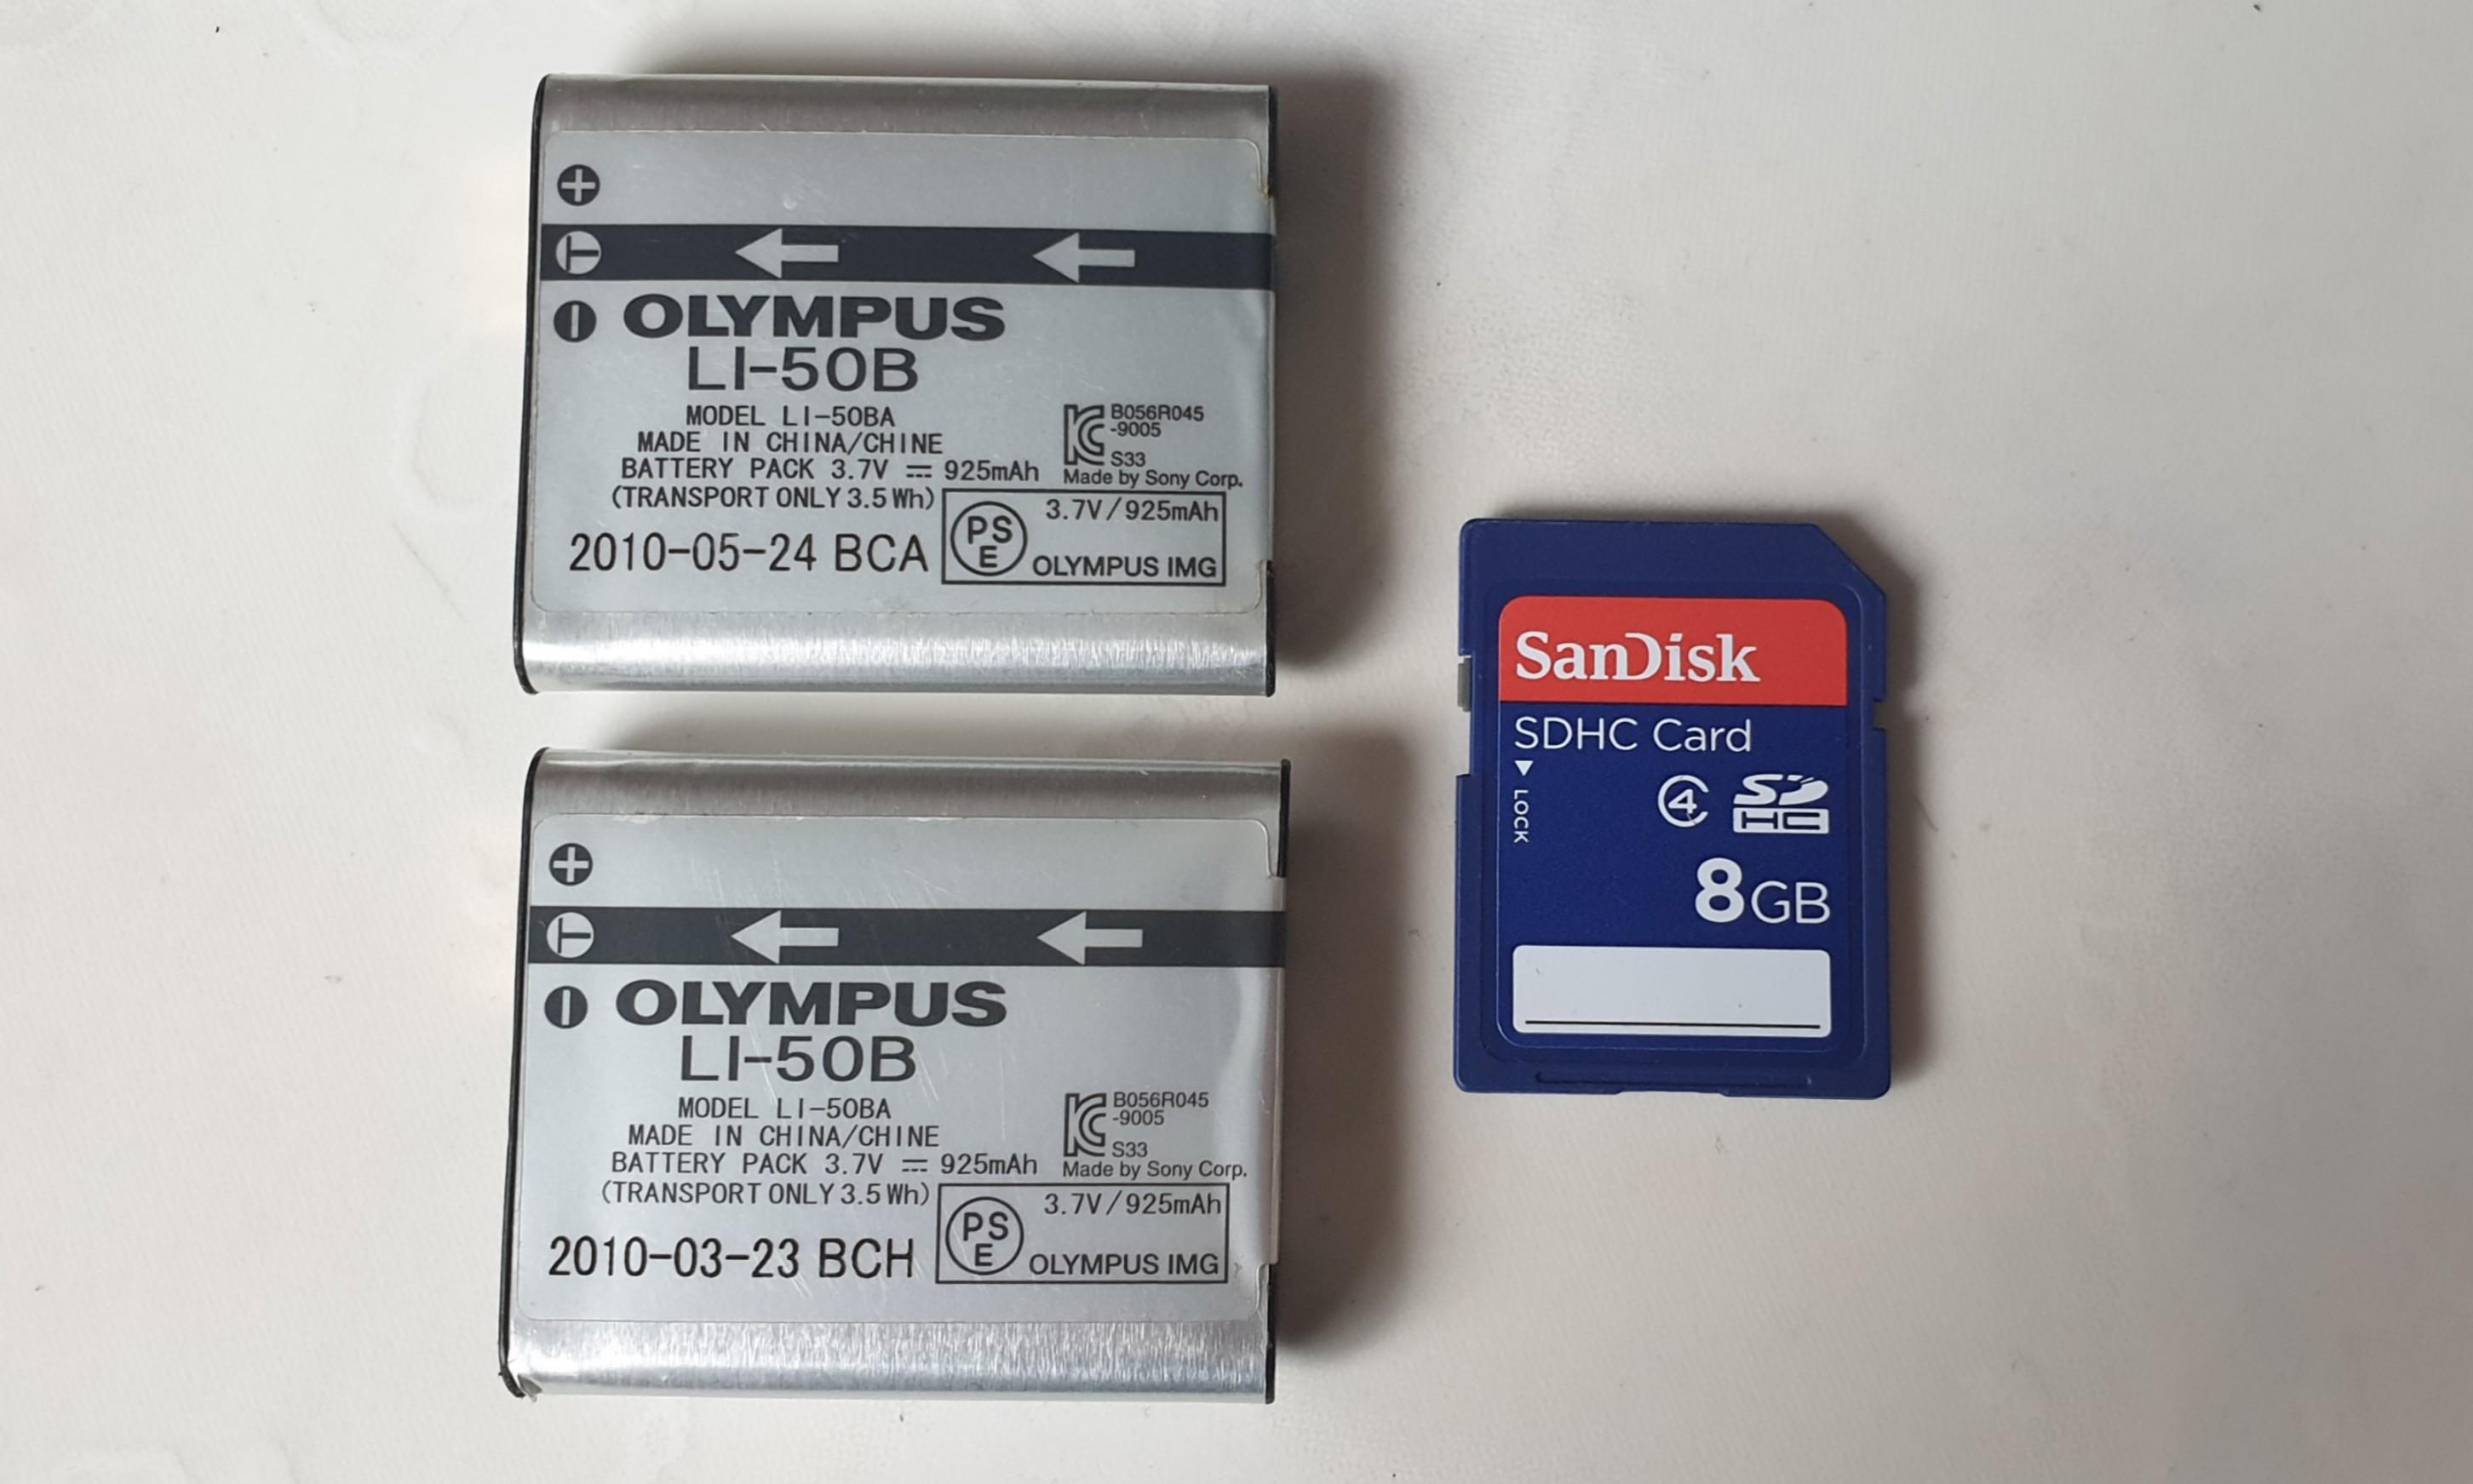 OLYMPUS
LI-50B
MODEL LI-50BA
MADE IN CHINA/CHINE
BATTERY PACK 3.7V ⎓ 925mAh
(TRANSPORT ONLY 3.5 Wh)
2010-05-24 BCA
B056R045
-9005
S33
Made by Sony Corp.
3.7V/925mAh
PS
E
OLYMPUS IMG
OLYMPUS
LI-50B
MODEL LI-50BA
MADE IN CHINA/CHINE
BATTERY PACK 3.7V ⎓ 925mAh
(TRANSPORT ONLY 3.5 Wh)
2010-03-23 BCH
B056R045
-9005
S33
Made by Sony Corp.
3.7V/925mAh
PS
E
OLYMPUS IMG
SanDisk
SDHC Card
LOCK
4
SD
HC
8GB